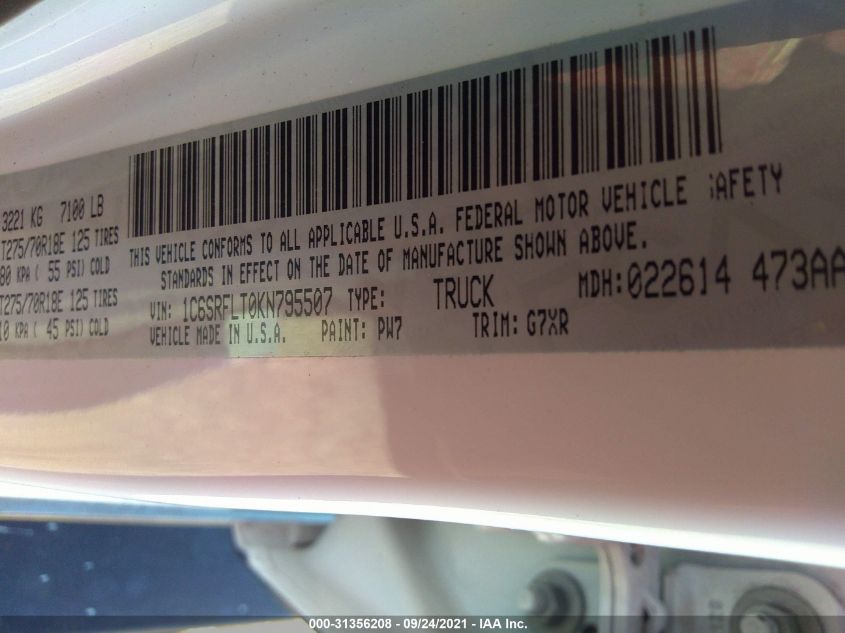 3221 KG 7100 LB
T275/70R18E 125 TIRES
80 KPA ( 55 PSI) COLD
T275/70R18E 125 TIRES
10 KPA ( 45 PSI) COLD
THIS VEHICLE CONFORMS TO ALL APPLICABLE U.S.A. FEDERAL MOTOR VEHICLE SAFETY
STANDARDS IN EFFECT ON THE DATE OF MANUFACTURE SHOWN ABOVE.
VIN: 1C6SRFLT0KN795507 TYPE: TRUCK MDH:022614 473AA
VEHICLE MADE IN U.S.A. PAINT: PW7 TRIM: G7XR
000-31356208 - 09/24/2021 - IAA Inc.